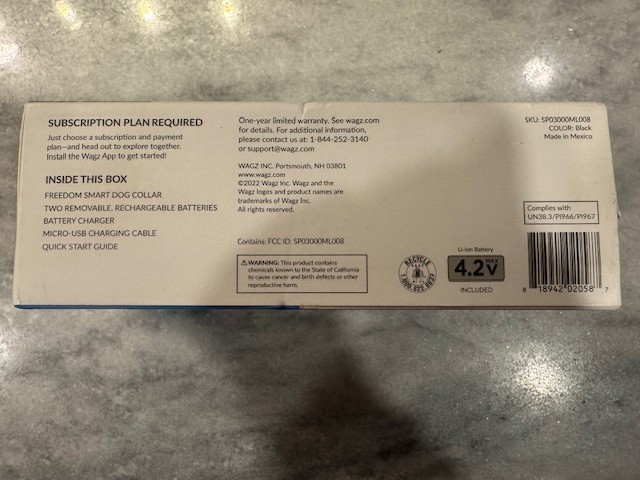 SUBSCRIPTION PLAN REQUIRED
Just choose a subscription and payment
plan—and head out to explore together.
Install the Wagz App to get started!
INSIDE THIS BOX
FREEDOM SMART DOG COLLAR
TWO REMOVABLE, RECHARGEABLE BATTERIES
BATTERY CHARGER
MICRO-USB CHARGING CABLE
QUICK START GUIDE
One-year limited warranty. See wagz.com
for details. For additional information,
please contact us at: 1-844-252-3140
or support@wagz.com
WAGZ INC. Portsmouth, NH 03801
www.wagz.com
©2022 Wagz Inc. Wagz and the
Wagz logos and product names are
trademarks of Wagz Inc.
All rights reserved.
Contains: FCC ID: SP03000ML008
⚠WARNING: This product contains
chemicals known to the State of California
to cause cancer and birth defects or other
reproductive harm.
RECYCLE
1.800.822.8837
Li-ion Battery
4.2V MAX
INCLUDED
SKU: SP03000ML008
COLOR: Black
Made in Mexico
Complies with
UN38.3/PI966/PI967
8 18942 02058 7